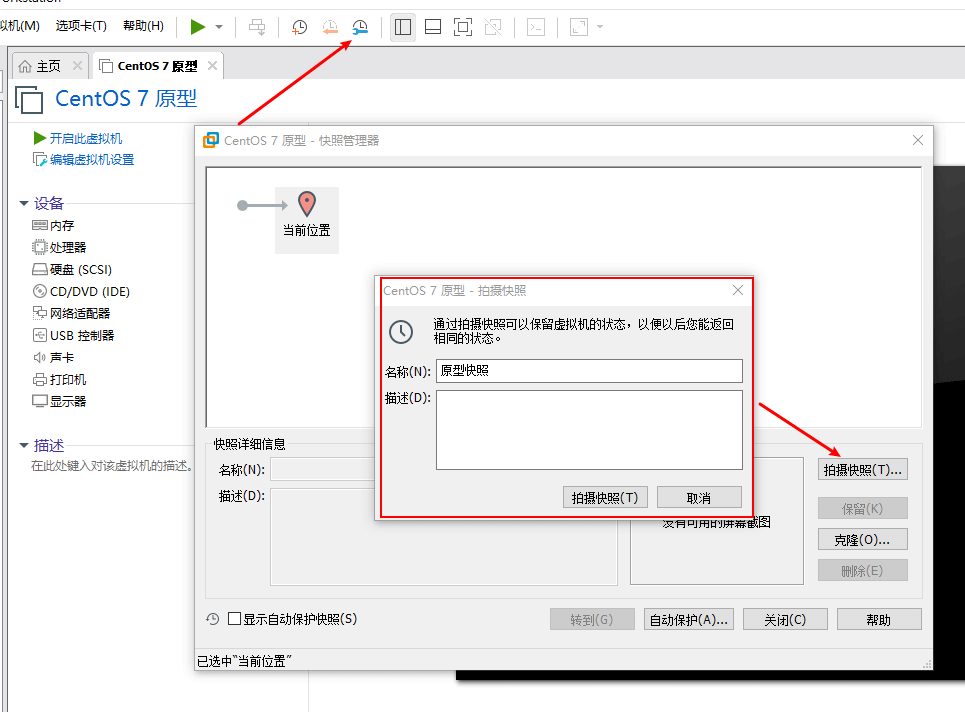 拟机(M) 选项卡(T) 帮助(H)
主页
CentOS 7 原型
CentOS 7 原型
开启此虚拟机
编辑虚拟机设置
设备
内存
处理器
硬盘 (SCSI)
CD/DVD (IDE)
网络适配器
USB 控制器
声卡
打印机
显示器
描述
在此处键入对该虚拟机的描述。
CentOS 7 原型 - 快照管理器
当前位置
CentOS 7 原型 - 拍摄快照
通过拍摄快照可以保留虚拟机的状态，以便以后您能返回
相同的状态。
名称(N): 原型快照
描述(D):
拍摄快照(T) 取消
快照详细信息
名称(N):
描述(D):
没有可用的屏幕截图
拍摄快照(T)...
保留(K)
克隆(O)...
删除(E)
显示自动保护快照(S)
转到(G) 自动保护(A)... 关闭(C) 帮助
已选中"当前位置"